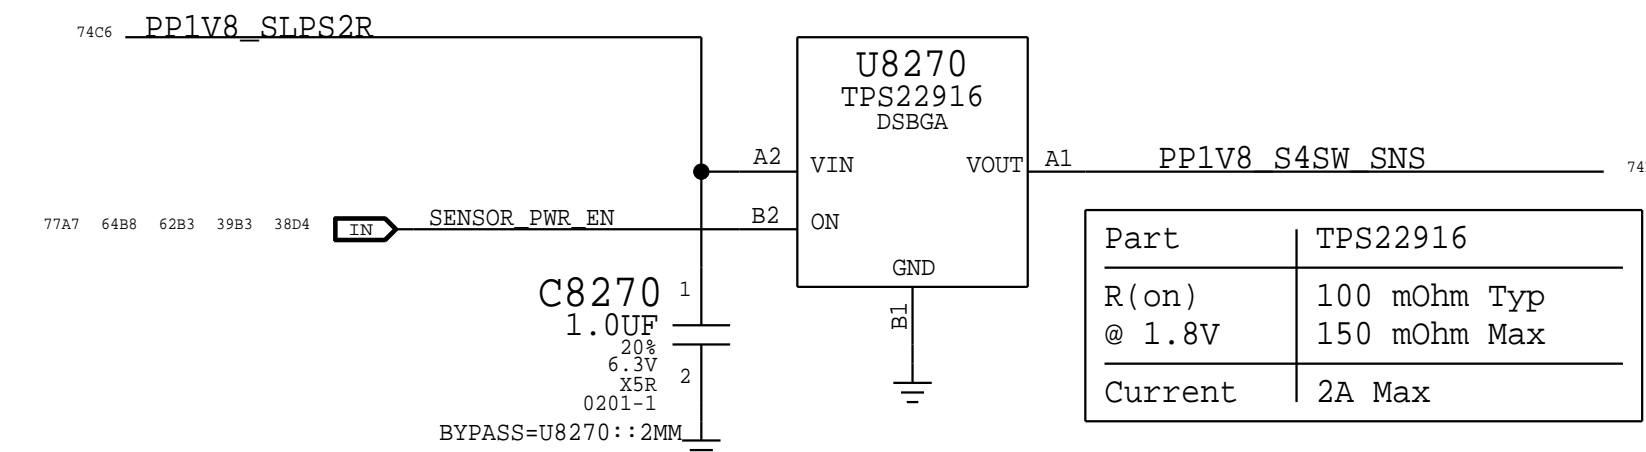 74C6 PP1V8_SLPS2R
U8270
TPS22916
DSBGA
A2 VIN VOUT A1 PP1V8_S4SW_SNS
77A7 64B8 62B3 39B3 38D4 IN SENSOR_PWR_EN B2 ON
GND
B1
C8270 1
1.0UF
20%
6.3V
X5R 2
0201-1
BYPASS=U8270::2MM
Part TPS22916
R(on) 100 mOhm Typ
@ 1.8V 150 mOhm Max
Current 2A Max